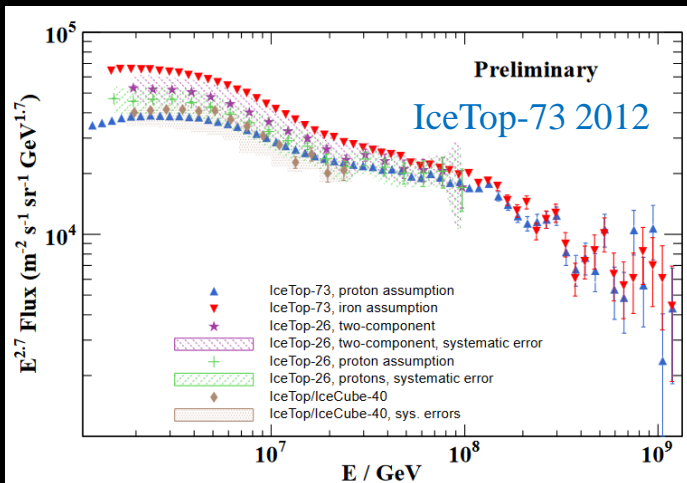 10^5
Preliminary
IceTop-73 2012
E^2.7 Flux (m^-2 s^-1 sr^-1 GeV^1.7)
10^4
IceTop-73, proton assumption
IceTop-73, iron assumption
IceTop-26, two-component
IceTop-26, two-component, systematic error
IceTop-26, proton assumption
IceTop-26, protons, systematic error
IceTop/IceCube-40
IceTop/IceCube-40, sys. errors
10^7 10^8 10^9
E / GeV